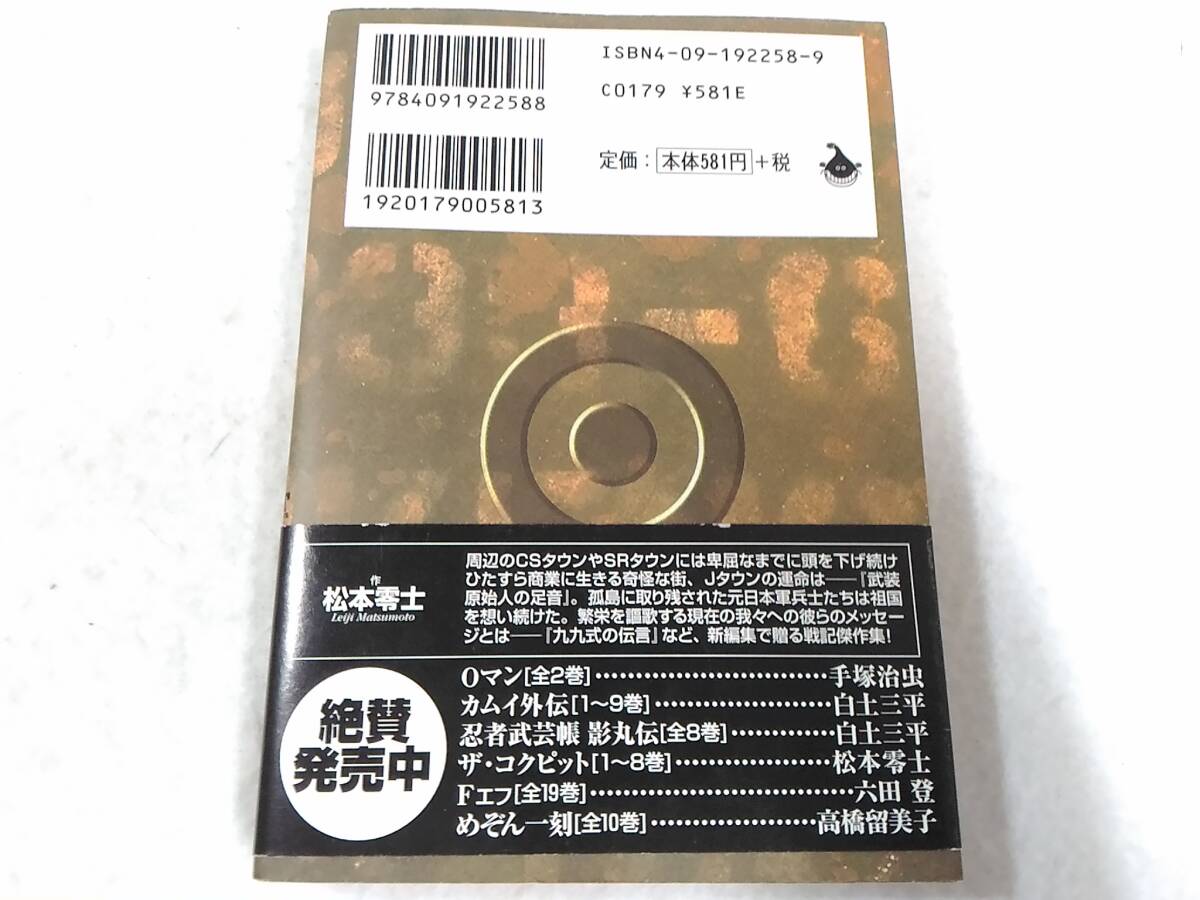 ISBN4-09-192258-9
9784091922588
C0179 ¥581E
定価：本体581円+税
1920179005813
作
松本零士
Leiji Matsumoto
周辺のCSタウンやSRタウンには卑屈なまでに頭を下げ続け
ひたすら商業に生きる奇怪な街、Jタウンの運命は――『武装
原始人の足音』。孤島に取り残された元日本軍兵士たちは祖国
を想い続けた。繁栄を謳歌する現在の我々への彼らのメッセー
ジとは――『九九式の伝言』など、新編集で贈る戦記傑作集!
絶賛
発売中
0マン[全2巻]…………………………手塚治虫
カムイ外伝[1〜9巻]……………………白土三平
忍者武芸帳 影丸伝[全8巻]…………白土三平
ザ・コクピット[1〜8巻]………………松本零士
Fエフ[全19巻]……………………………六田 登
めぞん一刻[全10巻]…………………高橋留美子